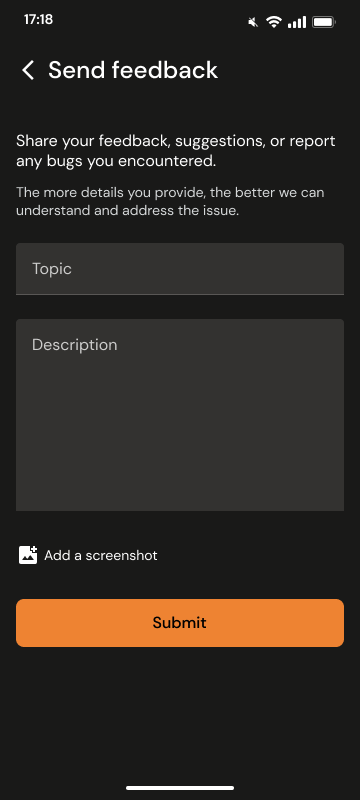 17:18
Send feedback
Share your feedback, suggestions, or report
any bugs you encountered.
The more details you provide, the better we can
understand and address the issue.
Topic
Description
Add a screenshot
Submit